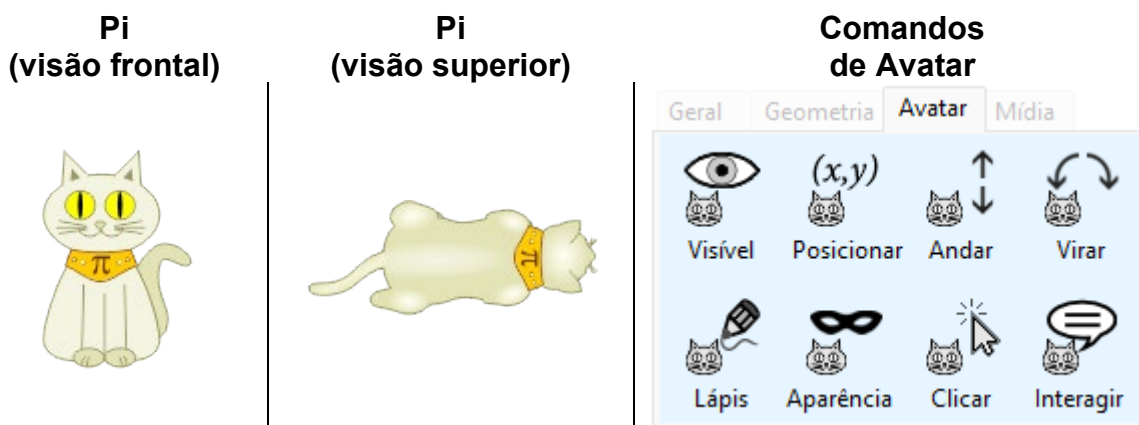 Pi
(visão frontal)
Pi
(visão superior)
Comandos
de Avatar
Geral Geometria Avatar Mídia
(x,y)
Visível Posicionar Andar Virar
Lápis Aparência Clicar Interagir
π
π